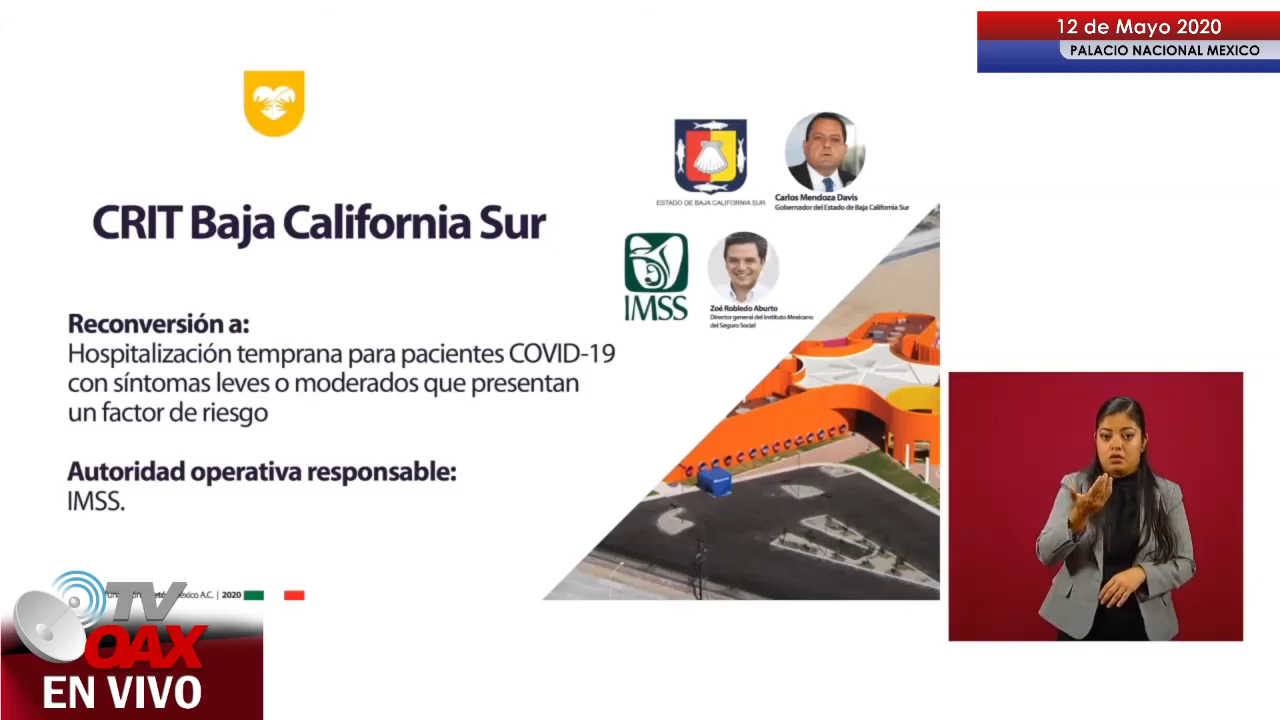 12 de Mayo 2020
PALACIO NACIONAL MEXICO
ESTADO DE BAJA CALIFORNIA SUR
Carlos Mendoza Davis
Gobernador del Estado de Baja California Sur
CRIT Baja California Sur
IMSS
Zoé Robledo Aburto
Director general del Instituto Mexicano
del Seguro Social
Reconversión a:
Hospitalización temprana para pacientes COVID-19
con síntomas leves o moderados que presentan
un factor de riesgo
Autoridad operativa responsable:
IMSS.
A.C. | 2020
TV
OAX
EN VIVO